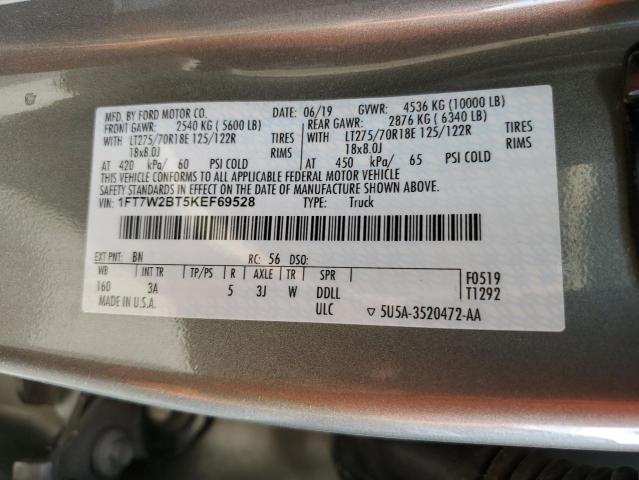 MFD. BY FORD MOTOR CO.
DATE: 06/19 GVWR: 4536 KG (10000 LB)
FRONT GAWR: 2540 KG (5600 LB)
REAR GAWR: 2876 KG (6340 LB)
WITH LT275/70R18E 125/122R TIRES
WITH LT275/70R18E 125/122R TIRES
18x8.0J RIMS
18x8.0J RIMS
AT 420 kPa/ 60 PSI COLD
AT 450 kPa/ 65 PSI COLD
THIS VEHICLE CONFORMS TO ALL APPLICABLE FEDERAL MOTOR VEHICLE
SAFETY STANDARDS IN EFFECT ON THE DATE OF MANUFACTURE SHOWN ABOVE.
VIN: 1FT7W2BT5KEF69528 TYPE: Truck
EXT PNT: BN RC: 56 DSO:
WB INT TR TP/PS R AXLE TR SPR
160 3A 5 3J W DDLL
MADE IN U.S.A. ULC
F0519
T1292
▽ 5U5A-3520472-AA